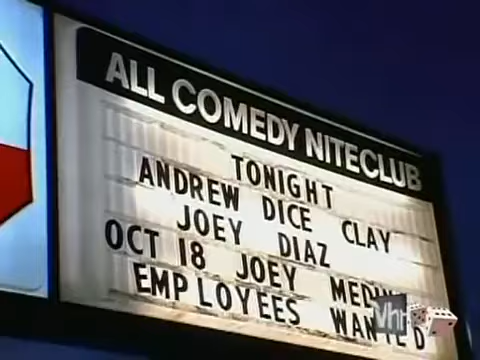 ALL COMEDY NITECLUB
TONIGHT
ANDREW DICE CLAY
JOEY DIAZ
OCT 18 JOEY
EMPLOYEES WANTED
vh1